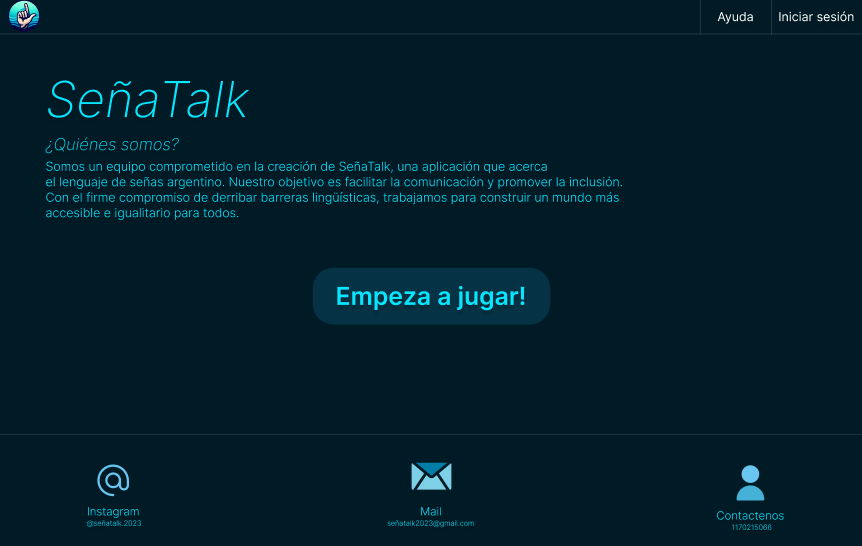 Ayuda
Iniciar sesión
SeñaTalk
¿Quiénes somos?
Somos un equipo comprometido en la creación de SeñaTalk, una aplicación que acerca
el lenguaje de señas argentino. Nuestro objetivo es facilitar la comunicación y promover la inclusión.
Con el firme compromiso de derribar barreras lingüísticas, trabajamos para construir un mundo más
accesible e igualitario para todos.
Empeza a jugar!
Instagram
@señatalk.2023
Mail
señatalk2023@gmail.com
Contactenos
1170215066